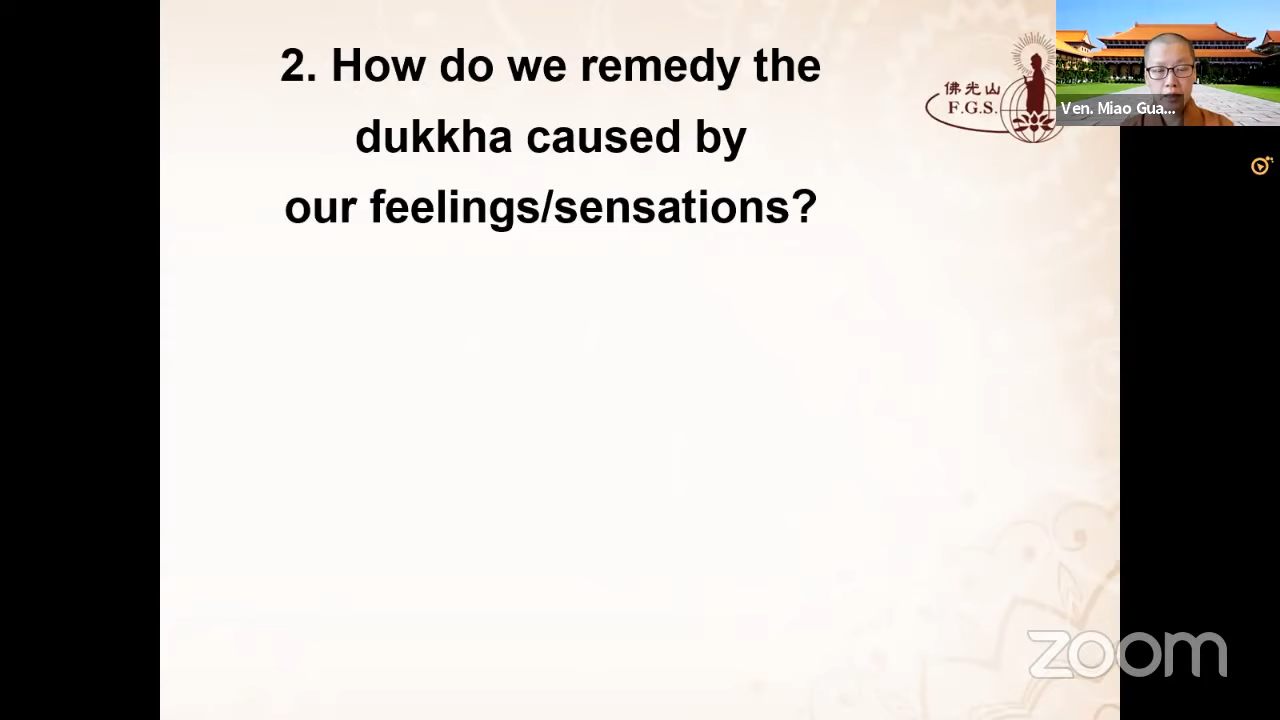 2. How do we remedy the
dukkha caused by
our feelings/sensations?
佛光山
F.G.S.
Ven. Miao Gua...
zoom